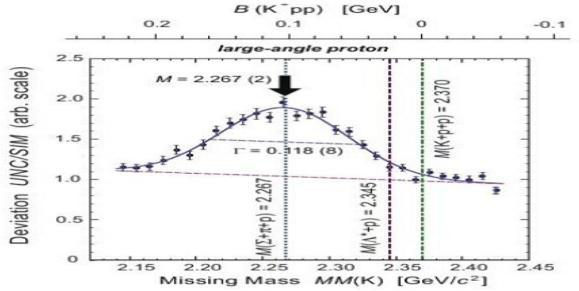 B (K⁻pp) [GeV]
0.2 0.1 0 -0.1
large-angle proton
M = 2.267 (2)
Γ = 0.118 (8)
M(Σ+π+p) = 2.267
M(Λ*+p) = 2.345
M(K+p+p) = 2.370
Deviation UNC/SIM (arb. scale)
2.5
2.0
1.5
1.0
0.5
0
2.15 2.20 2.25 2.30 2.35 2.40 2.45
Missing Mass MM(K) [GeV/c²]